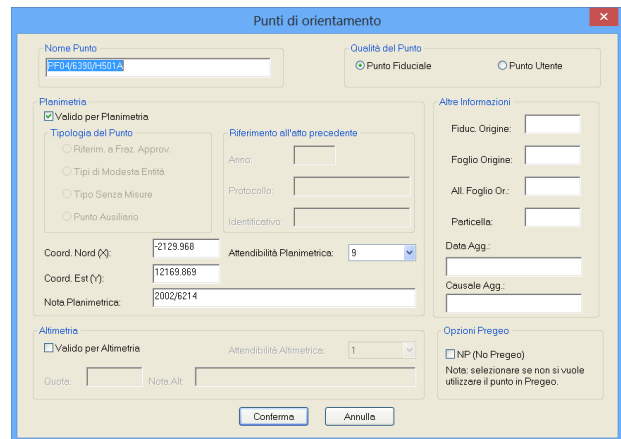 Punti di orientamento
Nome Punto
PF04/6390/H501A
Qualità del Punto
Punto Fiduciale
Punto Utente
Planimetria
Valido per Planimetria
Tipologia del Punto
Riferim. a Fraz. Approv.
Tipi di Modesta Entità
Tipo Senza Misure
Punto Ausiliario
Riferimento all'atto precedente
Anno:
Protocollo:
Identificativo:
Coord. Nord (X):
-2129.968
Attendibilità Planimetrica:
9
Coord. Est (Y):
12169.869
Nota Planimetrica:
2002/6214
Altre Informazioni
Fiduc. Origine:
Foglio Origine:
All. Foglio Or.:
Particella:
Data Agg.:
Causale Agg.:
Altimetria
Valido per Altimetria
Attendibilità Altimetrica:
1
Quota:
Nota Alt:
Opzioni Pregeo
NP (No Pregeo)
Nota: selezionare se non si vuole
utilizzare il punto in Pregeo.
Conferma
Annulla